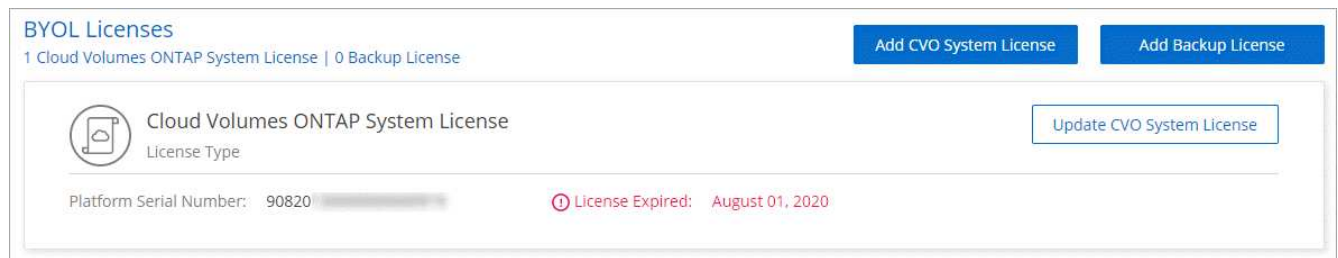 BYOL Licenses
1 Cloud Volumes ONTAP System License | 0 Backup License
Add CVO System License
Add Backup License
Cloud Volumes ONTAP System License
License Type
Update CVO System License
Platform Serial Number: 90820
License Expired: August 01, 2020